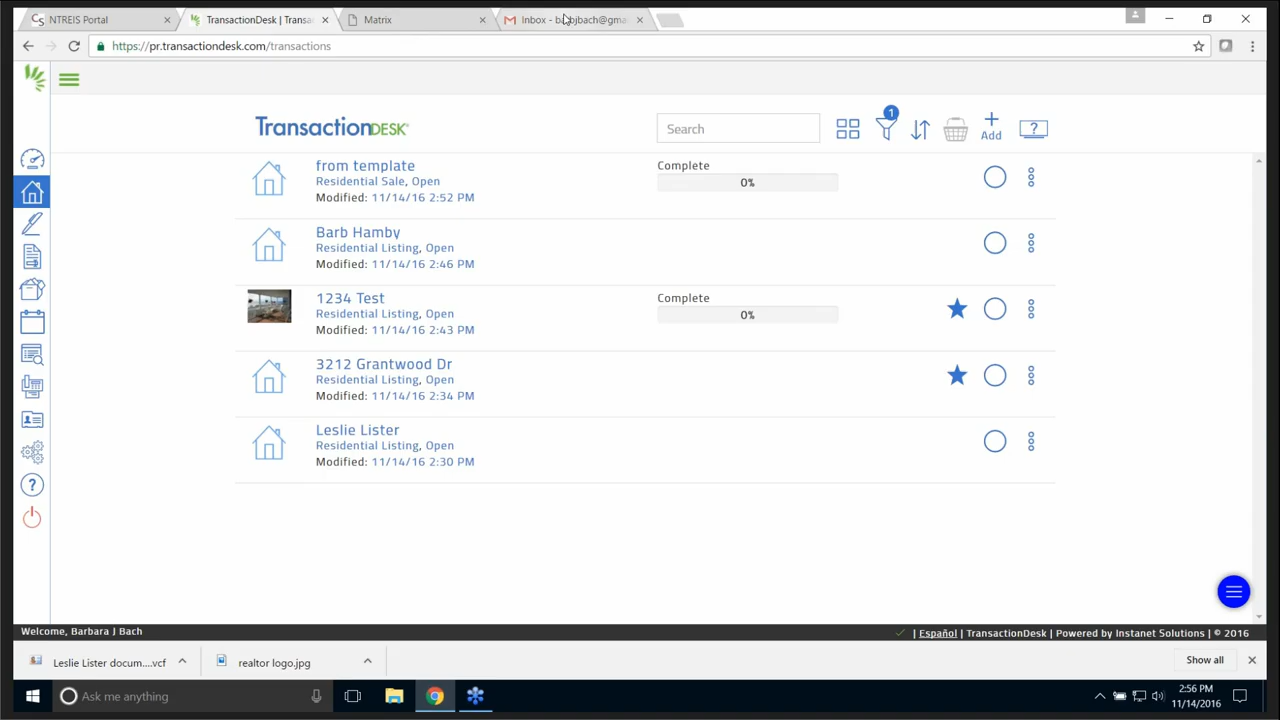 NTREIS Portal
TransactionDesk | Transa
Matrix
Inbox - ba bjbach@gma
https://pr.transactiondesk.com/transactions
TransactionDESK
Search
1
Add
?
from template
Residential Sale, Open
Modified: 11/14/16 2:52 PM
Complete
0%
Barb Hamby
Residential Listing, Open
Modified: 11/14/16 2:46 PM
1234 Test
Residential Listing, Open
Modified: 11/14/16 2:43 PM
Complete
0%
3212 Grantwood Dr
Residential Listing, Open
Modified: 11/14/16 2:34 PM
Leslie Lister
Residential Listing, Open
Modified: 11/14/16 2:30 PM
?
Welcome, Barbara J Bach
| Español | TransactionDesk | Powered by Instanet Solutions | © 2016
Leslie Lister docum....vcf
realtor logo.jpg
Show all
Ask me anything
2:56 PM
11/14/2016